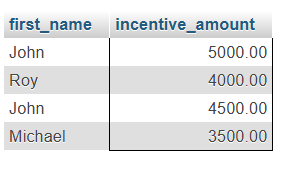 first_name incentive_amount
John 5000.00
Roy 4000.00
John 4500.00
Michael 3500.00